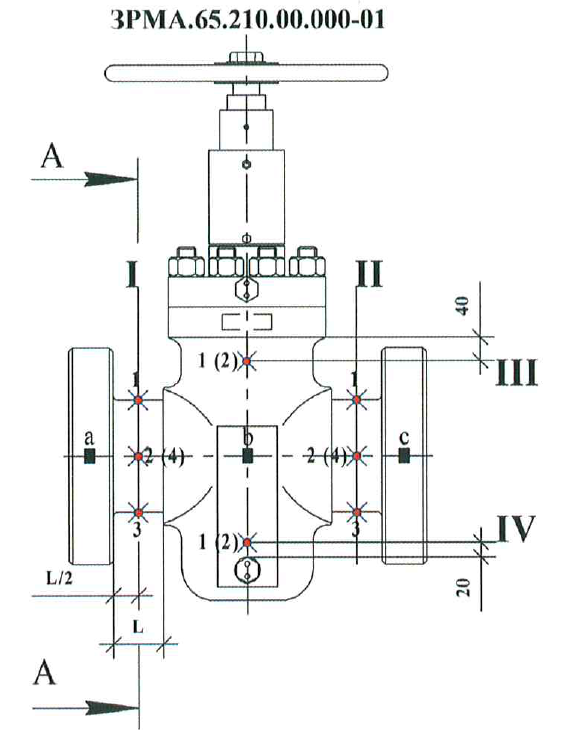 ЗРМА.65.210.00.000-01
А
I
II
40
1 (2)
III
1
1
a
2 (4)
b
2 (4)
c
3
1 (2)
3
IV
L/2
20
L
А